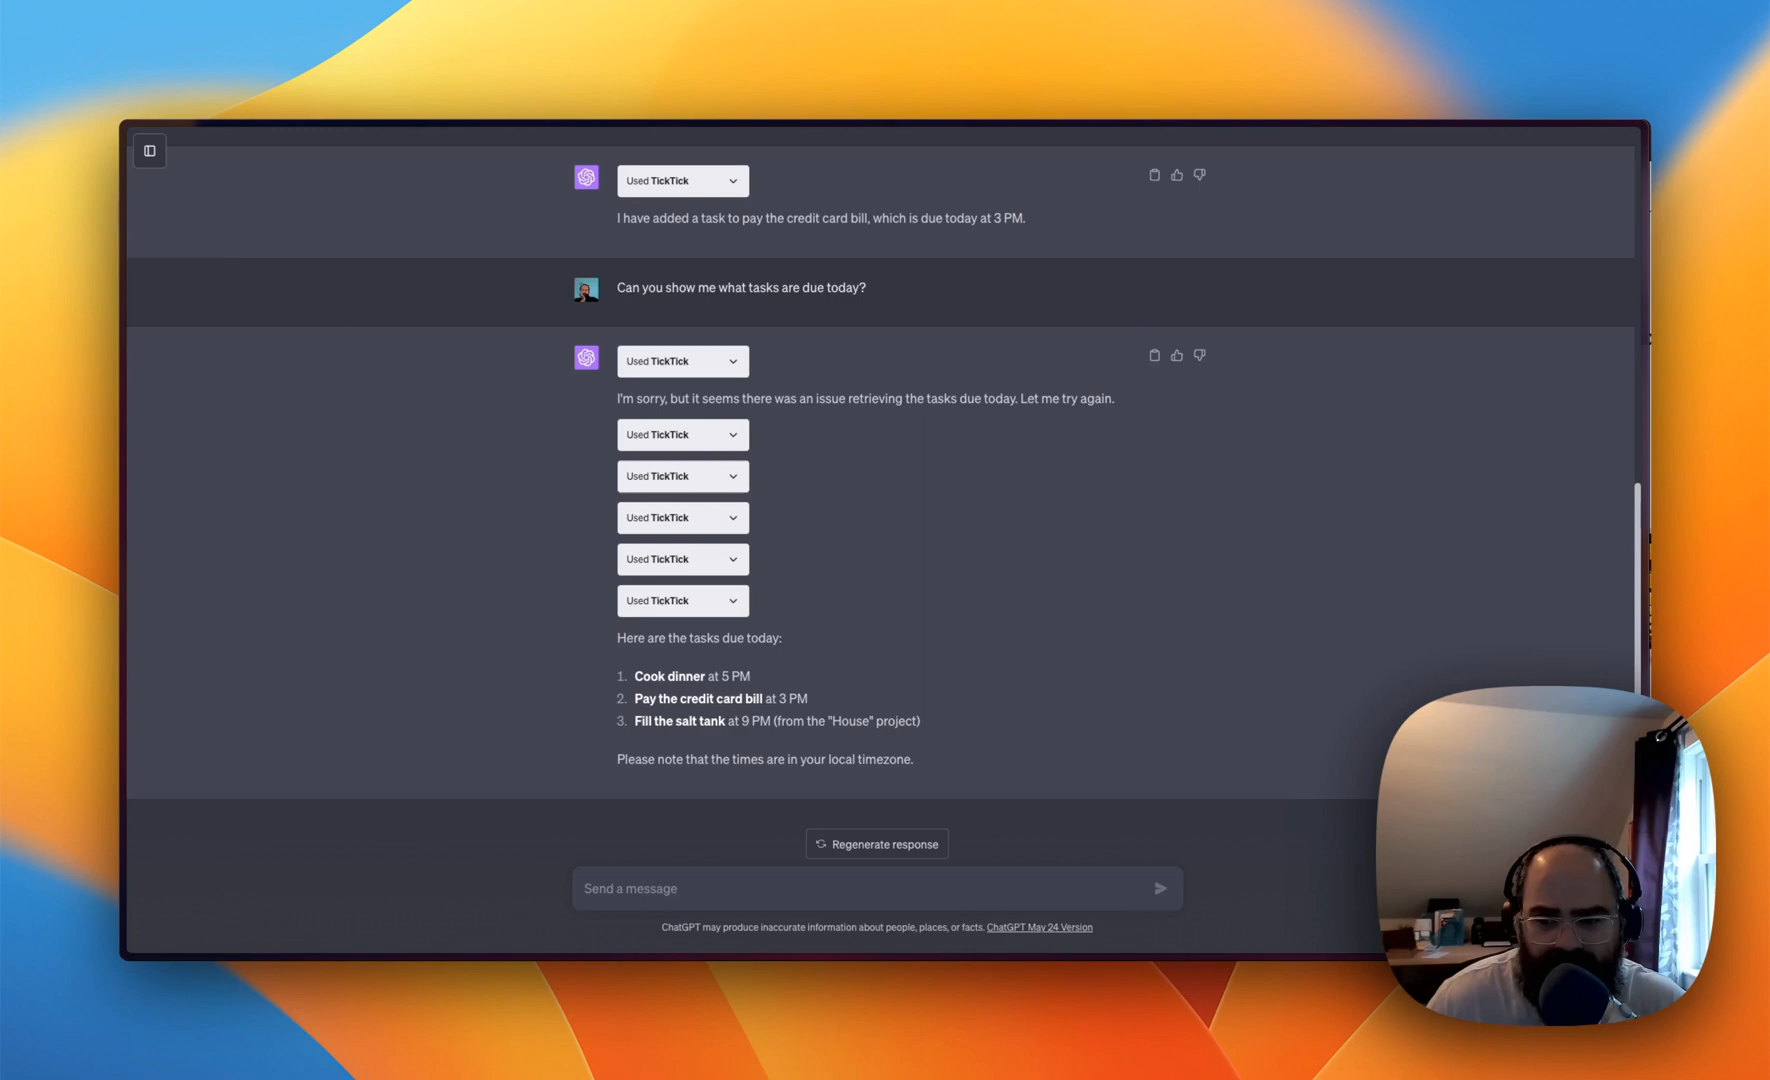 Used TickTick
I have added a task to pay the credit card bill, which is due today at 3 PM.
Can you show me what tasks are due today?
Used TickTick
I'm sorry, but it seems there was an issue retrieving the tasks due today. Let me try again.
Used TickTick
Used TickTick
Used TickTick
Used TickTick
Used TickTick
Here are the tasks due today:
1. Cook dinner at 5 PM
2. Pay the credit card bill at 3 PM
3. Fill the salt tank at 9 PM (from the "House" project)
Please note that the times are in your local timezone.
Regenerate response
Send a message
ChatGPT may produce inaccurate information about people, places, or facts. ChatGPT May 24 Version